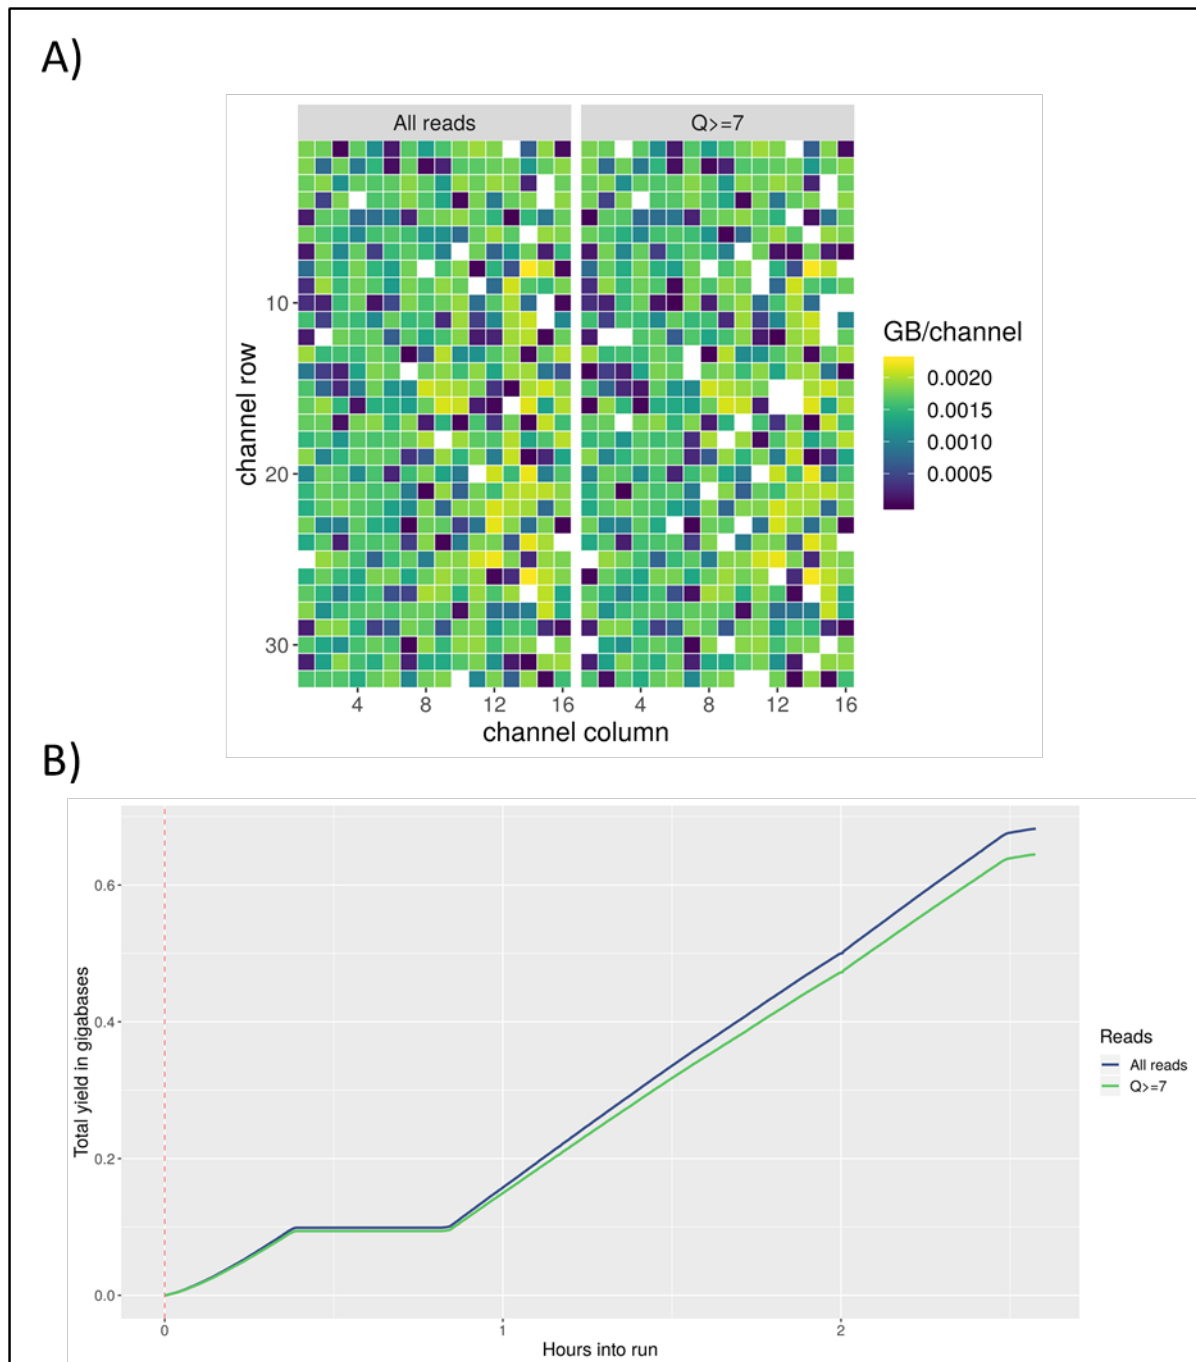 A)
All reads
Q>=7
channel row
10
20
30
4
8
12
16
4
8
12
16
channel column
GB/channel
0.0020
0.0015
0.0010
0.0005
B)
Total yield in gigabases
0.6
0.4
0.2
0.0
0
1
2
Hours into run
Reads
All reads
Q>=7